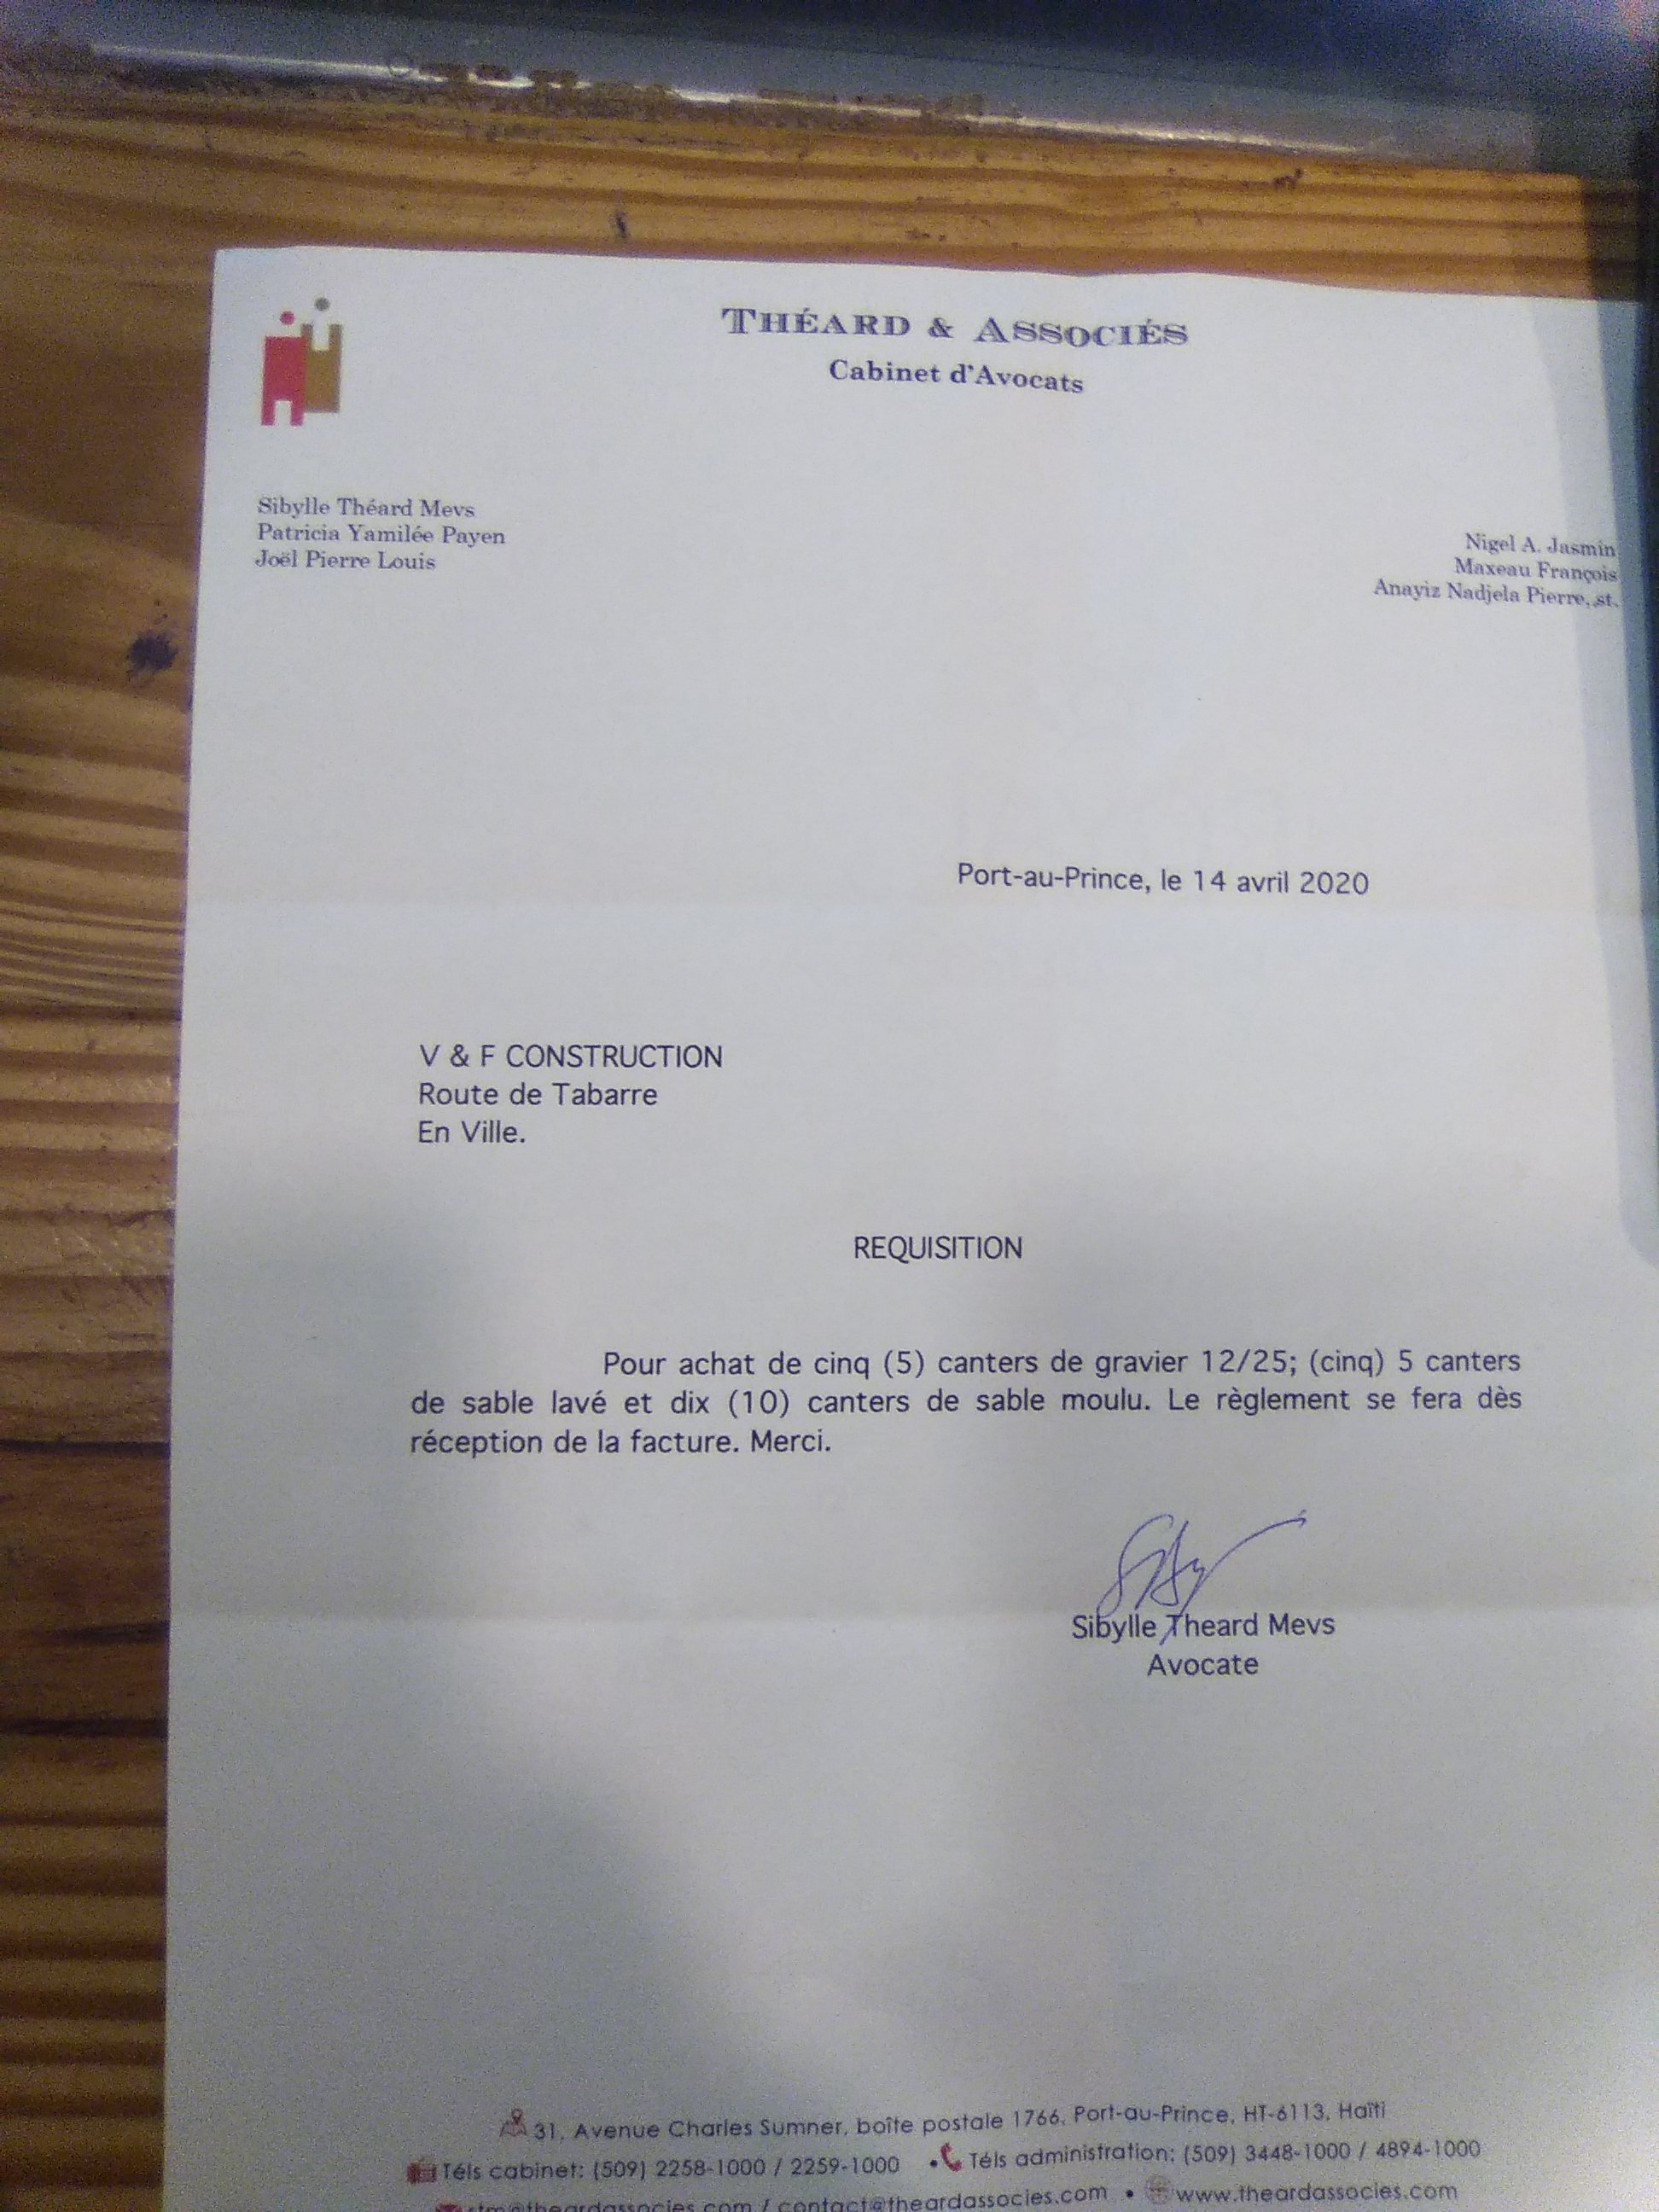 THÉARD & ASSOCIÉS
Cabinet d'Avocats
Sibylle Théard Mevs
Patricia Yamilée Payen
Joël Pierre Louis
Nigel A. Jasmin
Maxeau François
Anayiz Nadjela Pierre, st.
Port-au-Prince, le 14 avril 2020
V & F CONSTRUCTION
Route de Tabarre
En Ville.
REQUISITION
Pour achat de cinq (5) canters de gravier 12/25; (cinq) 5 canters
de sable lavé et dix (10) canters de sable moulu. Le règlement se fera dès
réception de la facture. Merci.
Sibylle Theard Mevs
Avocate
31, Avenue Charles Sumner, boîte postale 1766, Port-au-Prince, HT-6113, Haïti
Téls cabinet: (509) 2258-1000 / 2259-1000 • Téls administration: (509) 3448-1000 / 4894-1000
stm@theardassocies.com / contact@theardassocies.com • www.theardassocies.com